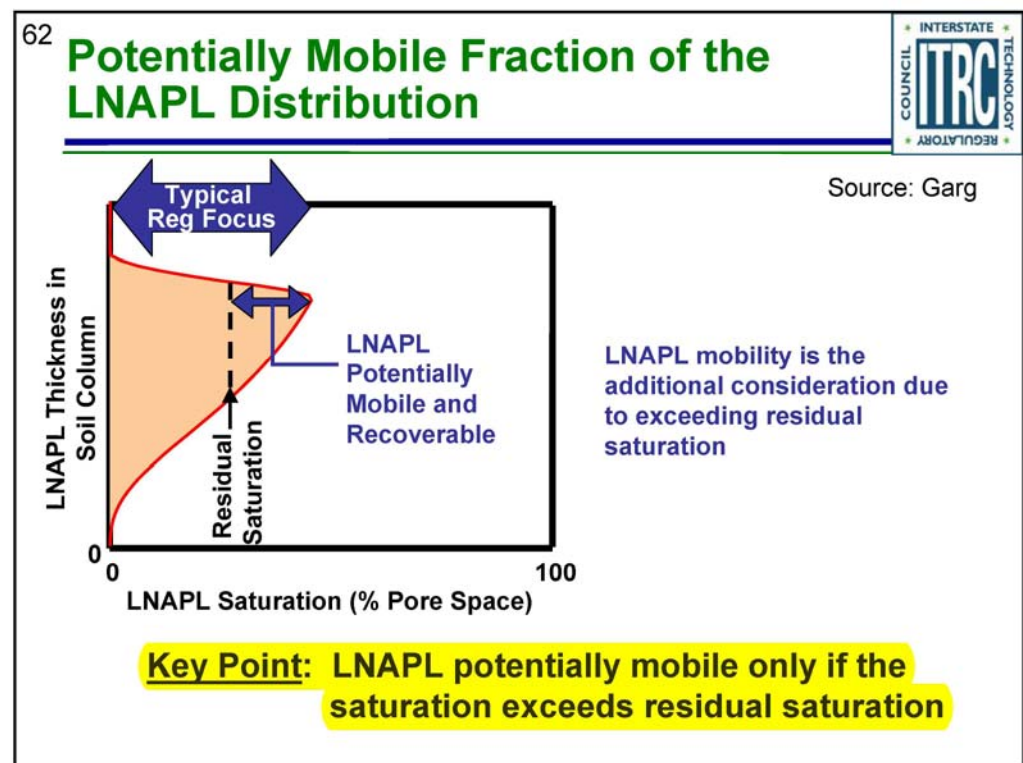 62
Potentially Mobile Fraction of the
LNAPL Distribution
INTERSTATE
COUNCIL
ITRC
TECHNOLOGY
REGULATORY
Source: Garg
Typical
Reg Focus
LNAPL Thickness in
Soil Column
LNAPL
Potentially
Mobile and
Recoverable
LNAPL mobility is the
additional consideration due
to exceeding residual
saturation
Residual
Saturation
0
0
100
LNAPL Saturation (% Pore Space)
Key Point: LNAPL potentially mobile only if the
saturation exceeds residual saturation